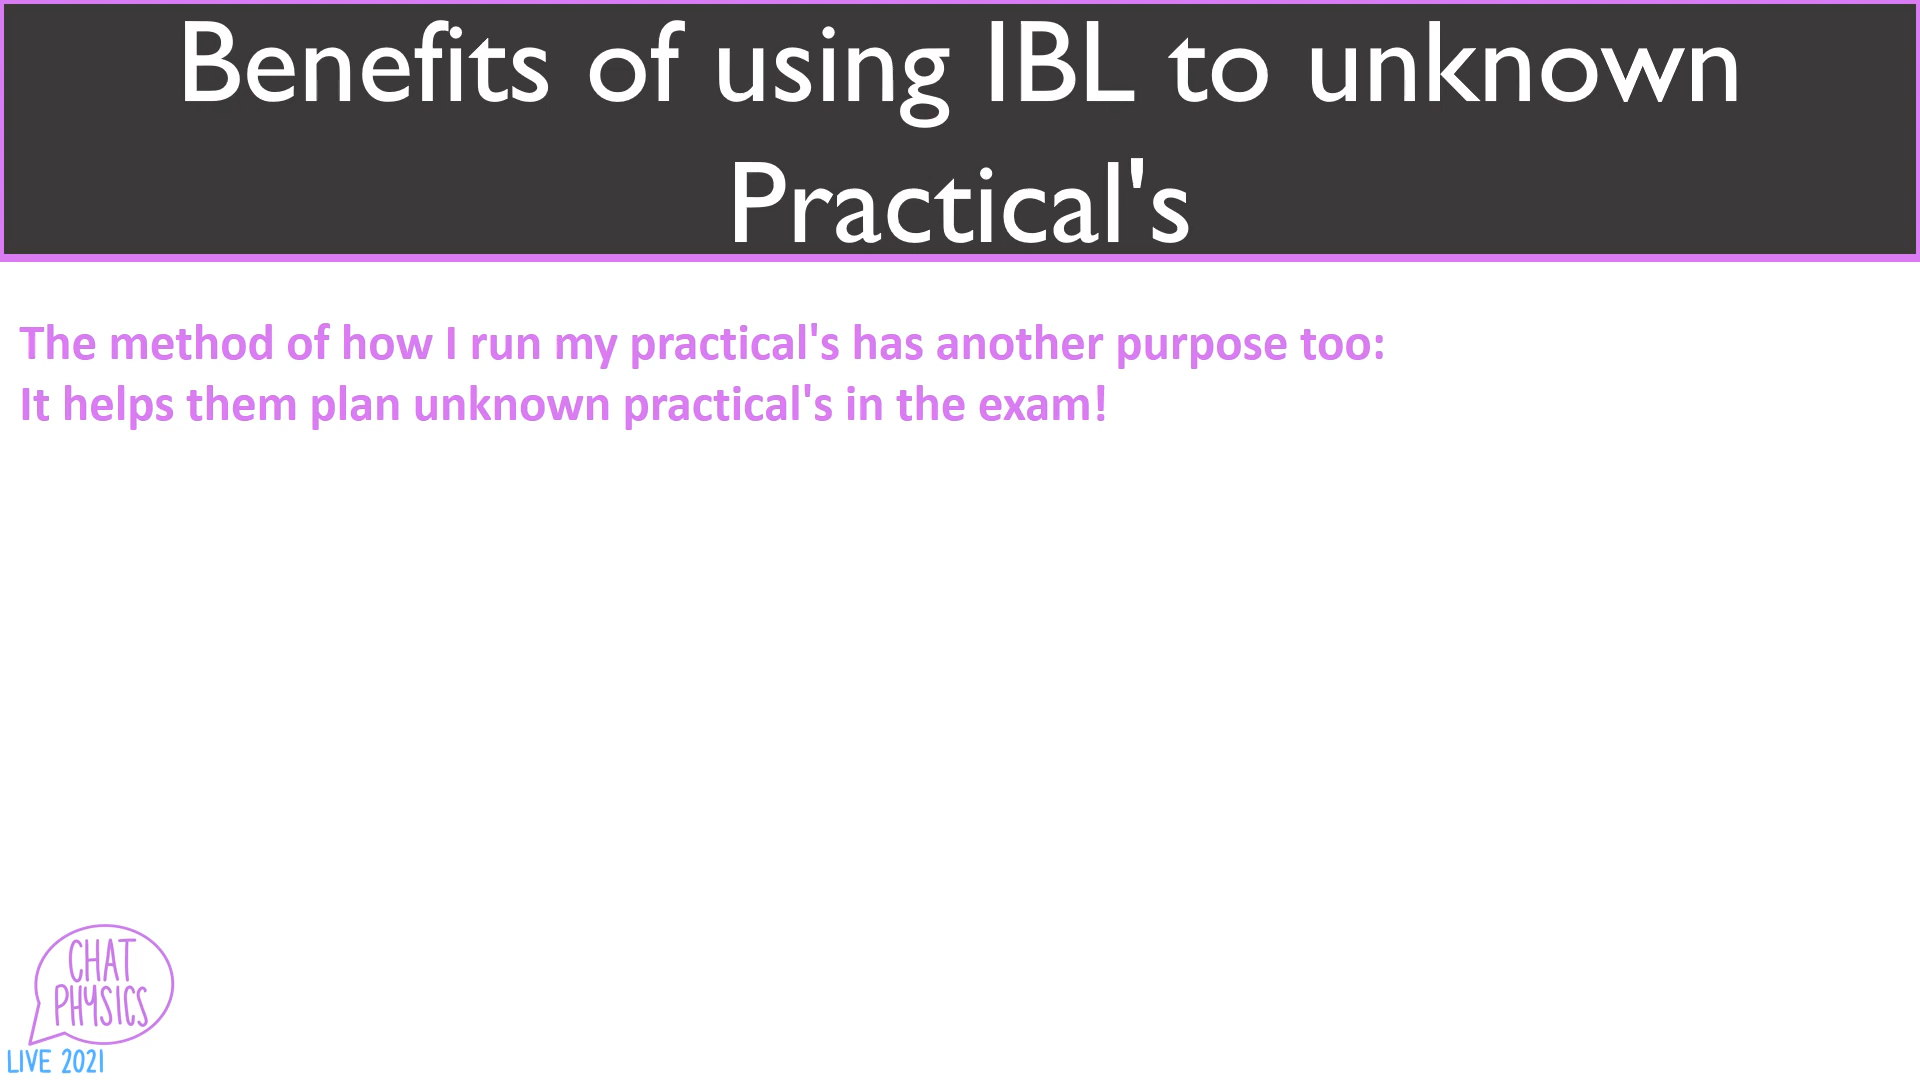 Benefits of using IBL to unknown
Practical's
The method of how I run my practical's has another purpose too:
It helps them plan unknown practical's in the exam!
CHAT
PHYSICS
LIVE 2021